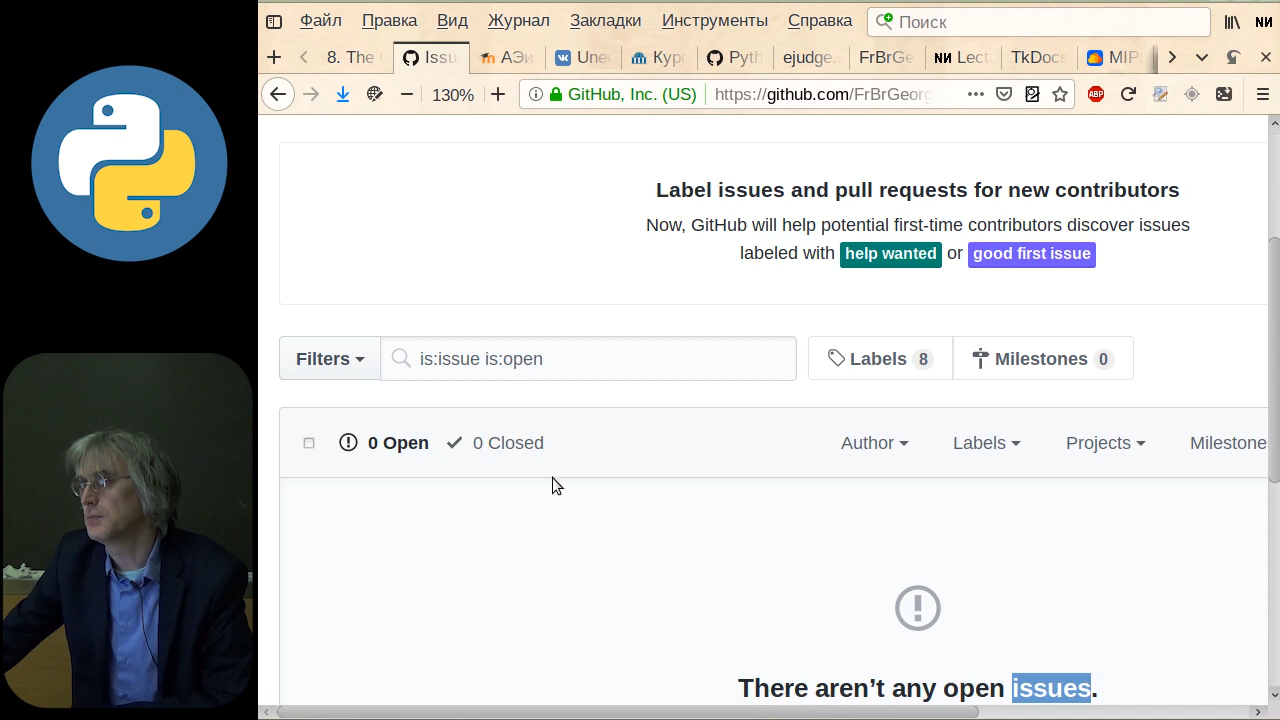 Файл Правка Вид Журнал Закладки Инструменты Справка Поиск
8. The Issu АЭи Une Курс Pyth ejudge. FrBrGe Lect TkDocs MIPS
130% GitHub, Inc. (US) https://github.com/FrBrGeorg
Label issues and pull requests for new contributors
Now, GitHub will help potential first-time contributors discover issues
labeled with help wanted or good first issue
Filters is:issue is:open Labels 8 Milestones 0
0 Open 0 Closed Author Labels Projects Milestone
There aren’t any open issues.